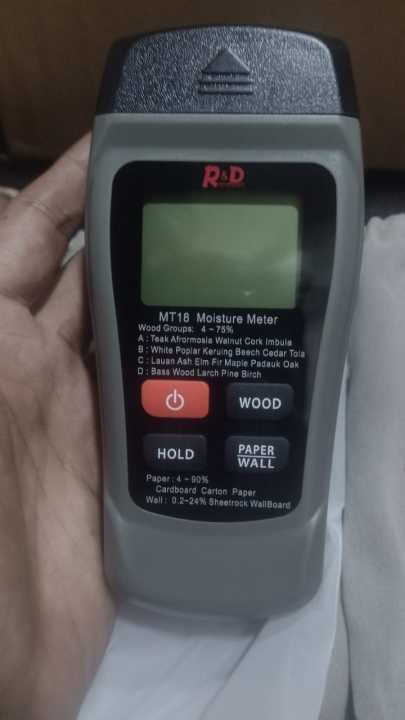 R&D
MT18 Moisture Meter
Wood Groups: 4 ~ 75%
A : Teak Afrormosia Walnut Cork Imbuia
B : White Poplar Keruing Beech Cedar Tola
C : Lauan Ash Elm Fir Maple Padauk Oak
D : Bass Wood Larch Pine Birch
WOOD
HOLD
PAPER
WALL
Paper : 4 ~ 90%
Cardboard Carton Paper
Wall : 0.2~24% Sheetrock WallBoard